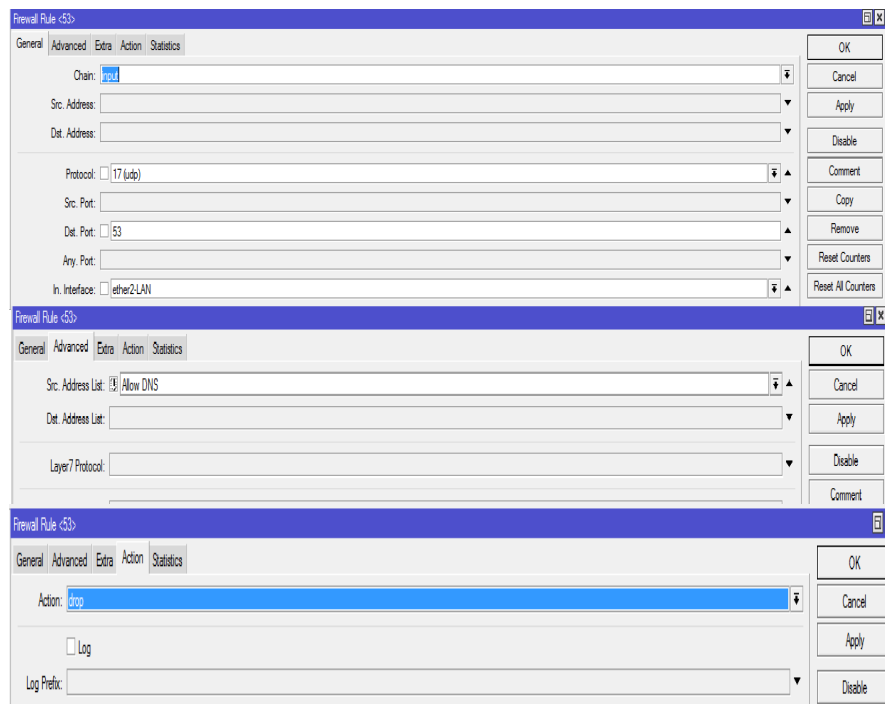 Firewall Rule <53>
General Advanced Extra Action Statistics
OK
Chain: input
Cancel
Src. Address:
Apply
Dst. Address:
Disable
Protocol: 17 (udp)
Comment
Src. Port:
Copy
Dst. Port: 53
Remove
Any. Port:
Reset Counters
In. Interface: ether2-LAN
Reset All Counters
Firewall Rule <53>
General Advanced Extra Action Statistics
OK
Src. Address List: ! Allow DNS
Cancel
Dst. Address List:
Apply
Layer7 Protocol:
Disable
Comment
Firewall Rule <53>
General Advanced Extra Action Statistics
OK
Action: drop
Cancel
Log
Apply
Log Prefix:
Disable